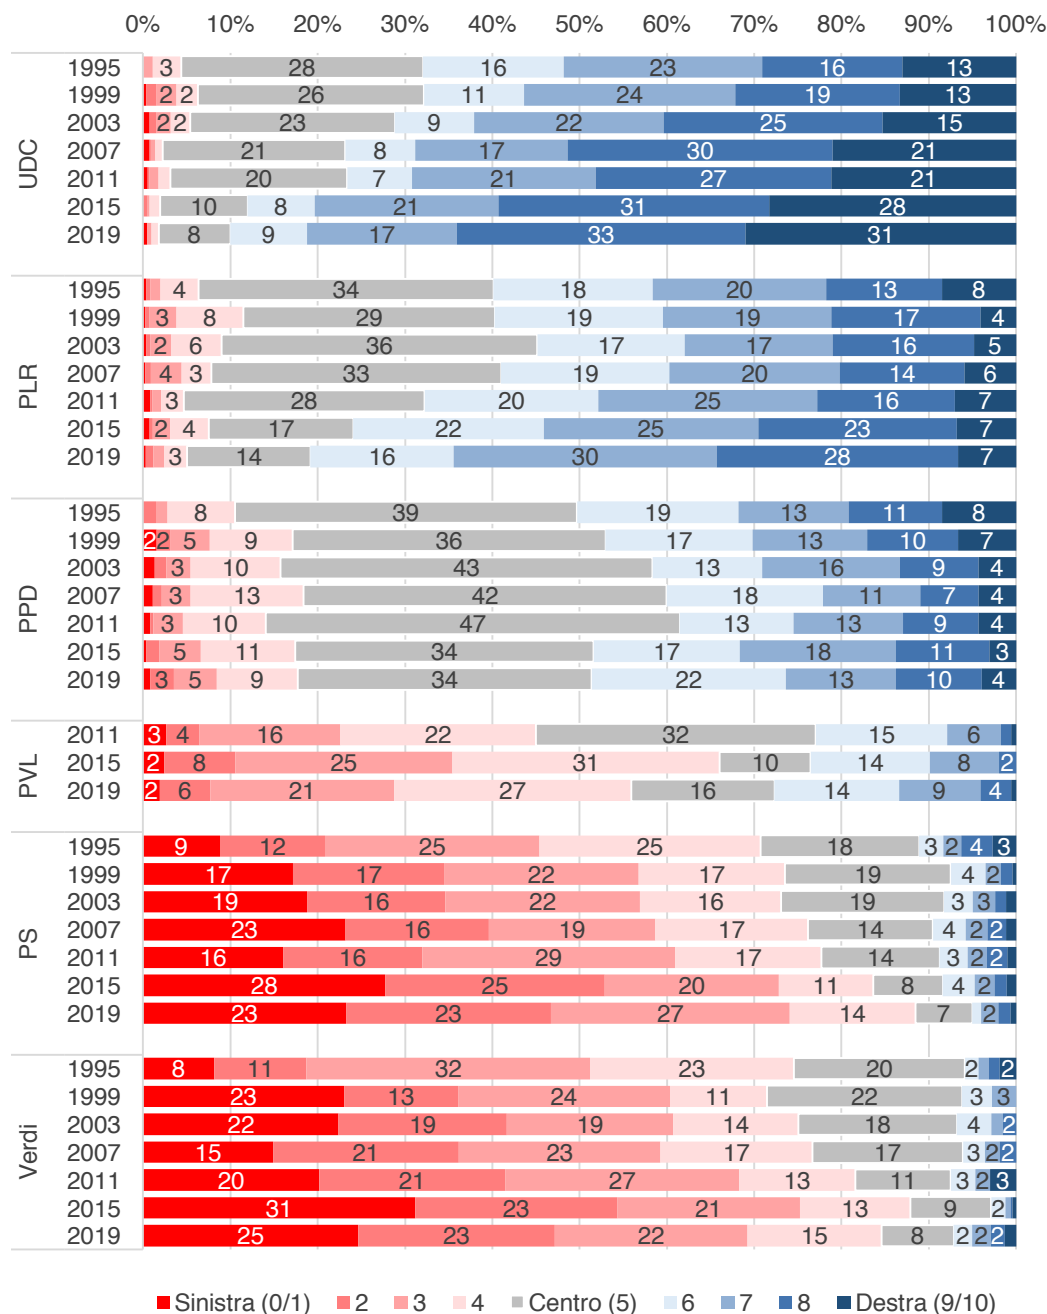 0% 10% 20% 30% 40% 50% 60% 70% 80% 90% 100%
UDC
1995 3 28 16 23 16 13
1999 2 2 26 11 24 19 13
2003 2 2 23 9 22 25 15
2007 21 8 17 30 21
2011 20 7 21 27 21
2015 10 8 21 31 28
2019 8 9 17 33 31
PLR
1995 4 34 18 20 13 8
1999 3 8 29 19 19 17 4
2003 2 6 36 17 17 16 5
2007 4 3 33 19 20 14 6
2011 3 28 20 25 16 7
2015 2 4 17 22 25 23 7
2019 3 14 16 30 28 7
PPD
1995 8 39 19 13 11 8
1999 2 2 5 9 36 17 13 10 7
2003 3 10 43 13 16 9 4
2007 3 13 42 18 11 7 4
2011 3 10 47 13 13 9 4
2015 5 11 34 17 18 11 3
2019 3 5 9 34 22 13 10 4
PVL
2011 3 4 16 22 32 15 6
2015 2 8 25 31 10 14 8 2
2019 2 6 21 27 16 14 9 4
PS
1995 9 12 25 25 18 3 2 4 3
1999 17 17 22 17 19 4 2
2003 19 16 22 16 19 3 3
2007 23 16 19 17 14 4 2 2
2011 16 16 29 17 14 3 2 2
2015 28 25 20 11 8 4 2
2019 23 23 27 14 7 2
Verdi
1995 8 11 32 23 20 2 2
1999 23 13 24 11 22 3 3
2003 22 19 19 14 18 4 2
2007 15 21 23 17 17 3 2 2
2011 20 21 27 13 11 3 2 3
2015 31 23 21 13 9 2
2019 25 23 22 15 8 2 2 2
Sinistra (0/1) 2 3 4 Centro (5) 6 7 8 Destra (9/10)